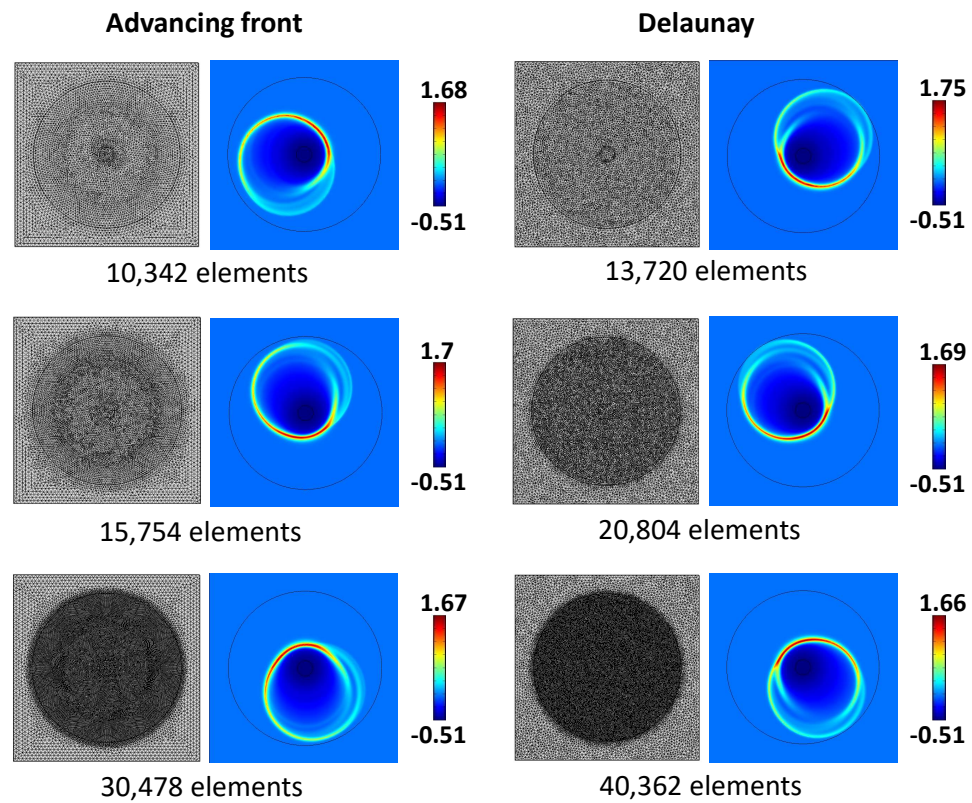 Advancing front
Delaunay
1.68
-0.51
10,342 elements
1.75
-0.51
13,720 elements
1.7
-0.51
15,754 elements
1.69
-0.51
20,804 elements
1.67
-0.51
30,478 elements
1.66
-0.51
40,362 elements